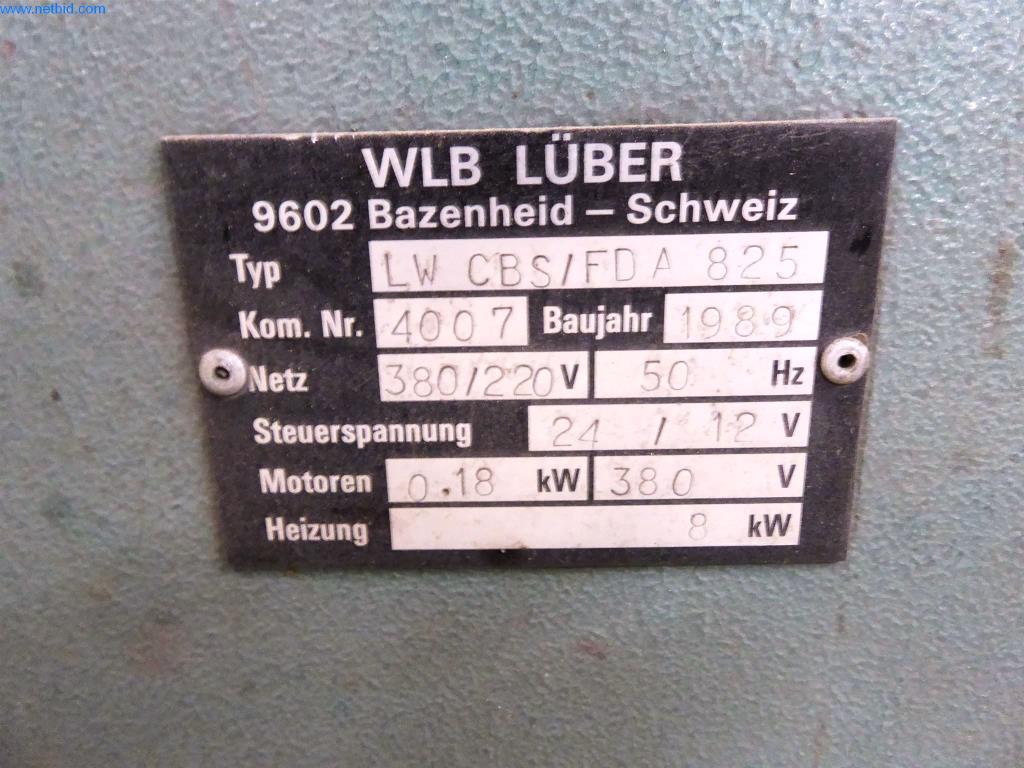 www.netbid.com
WLB LÜBER
9602 Bazenheid – Schweiz
Typ LW CBS/FDA 825
Kom. Nr. 4007 Baujahr 1989
Netz 380/220 V 50 Hz
Steuerspannung 24 / 12 V
Motoren 0.18 kW 380 V
Heizung 8 kW